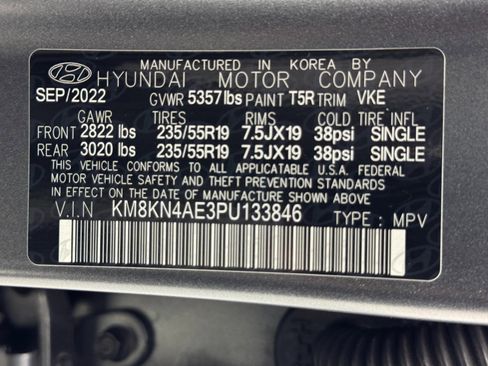 MANUFACTURED IN KOREA BY
HYUNDAI MOTOR COMPANY
SEP/2022 GVWR 5357lbs PAINT T5R TRIM VKE
GAWR TIRES RIMS COLD TIRE INFL
FRONT 2822 lbs 235/55R19 7.5JX19 38psi SINGLE
REAR 3020 lbs 235/55R19 7.5JX19 38psi SINGLE
THIS VEHICLE CONFORMS TO ALL APPLICABLE U.S.A. FEDERAL
MOTOR VEHICLE SAFETY, BUMPER, AND THEFT PREVENTION
STANDARDS IN EFFECT ON THE DATE OF MANUFACTURE SHOWN ABOVE.
V.I.N KM8KN4AE3PU133846 TYPE : MPV